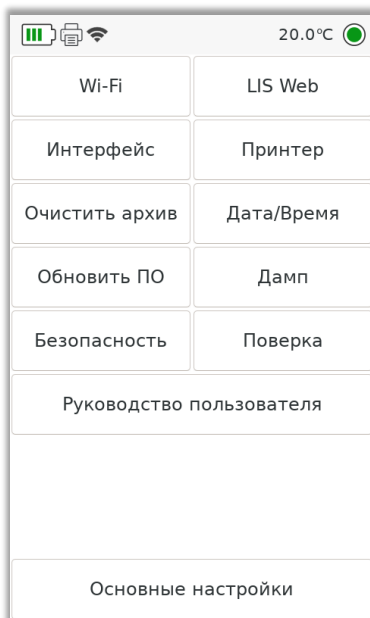 20.0°C
Wi-Fi
LIS Web
Интерфейс
Принтер
Очистить архив
Дата/Время
Обновить ПО
Дамп
Безопасность
Поверка
Руководство пользователя
Основные настройки